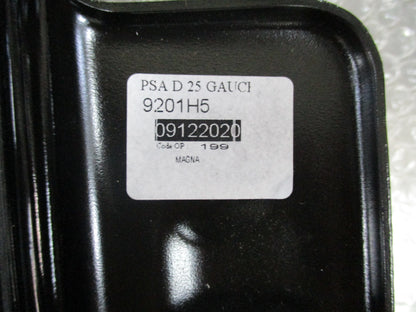 PSA D 25 GAUCI
9201H5
09122020
Code OP 199
MAGNA